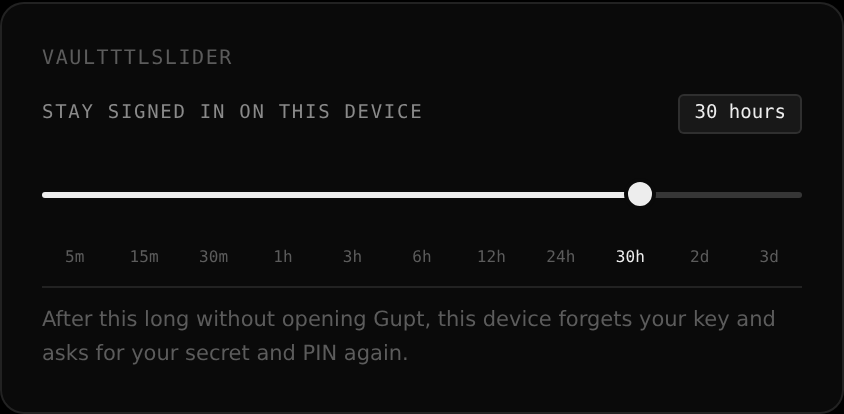 VAULTTTLSLIDER
STAY SIGNED IN ON THIS DEVICE
30 hours
5m 15m 30m 1h 3h 6h 12h 24h 30h 2d 3d
After this long without opening Gupt, this device forgets your key and
asks for your secret and PIN again.